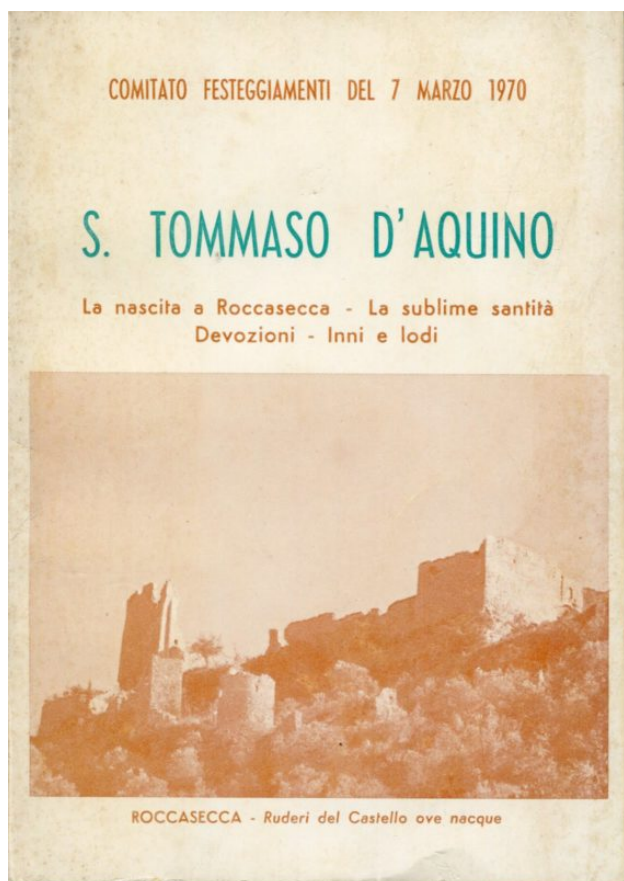 COMITATO FESTEGGIAMENTI DEL 7 MARZO 1970
S. TOMMASO D'AQUINO
La nascita a Roccasecca - La sublime santità
Devozioni - Inni e lodi
ROCCASECCA - Ruderi del Castello ove nacque